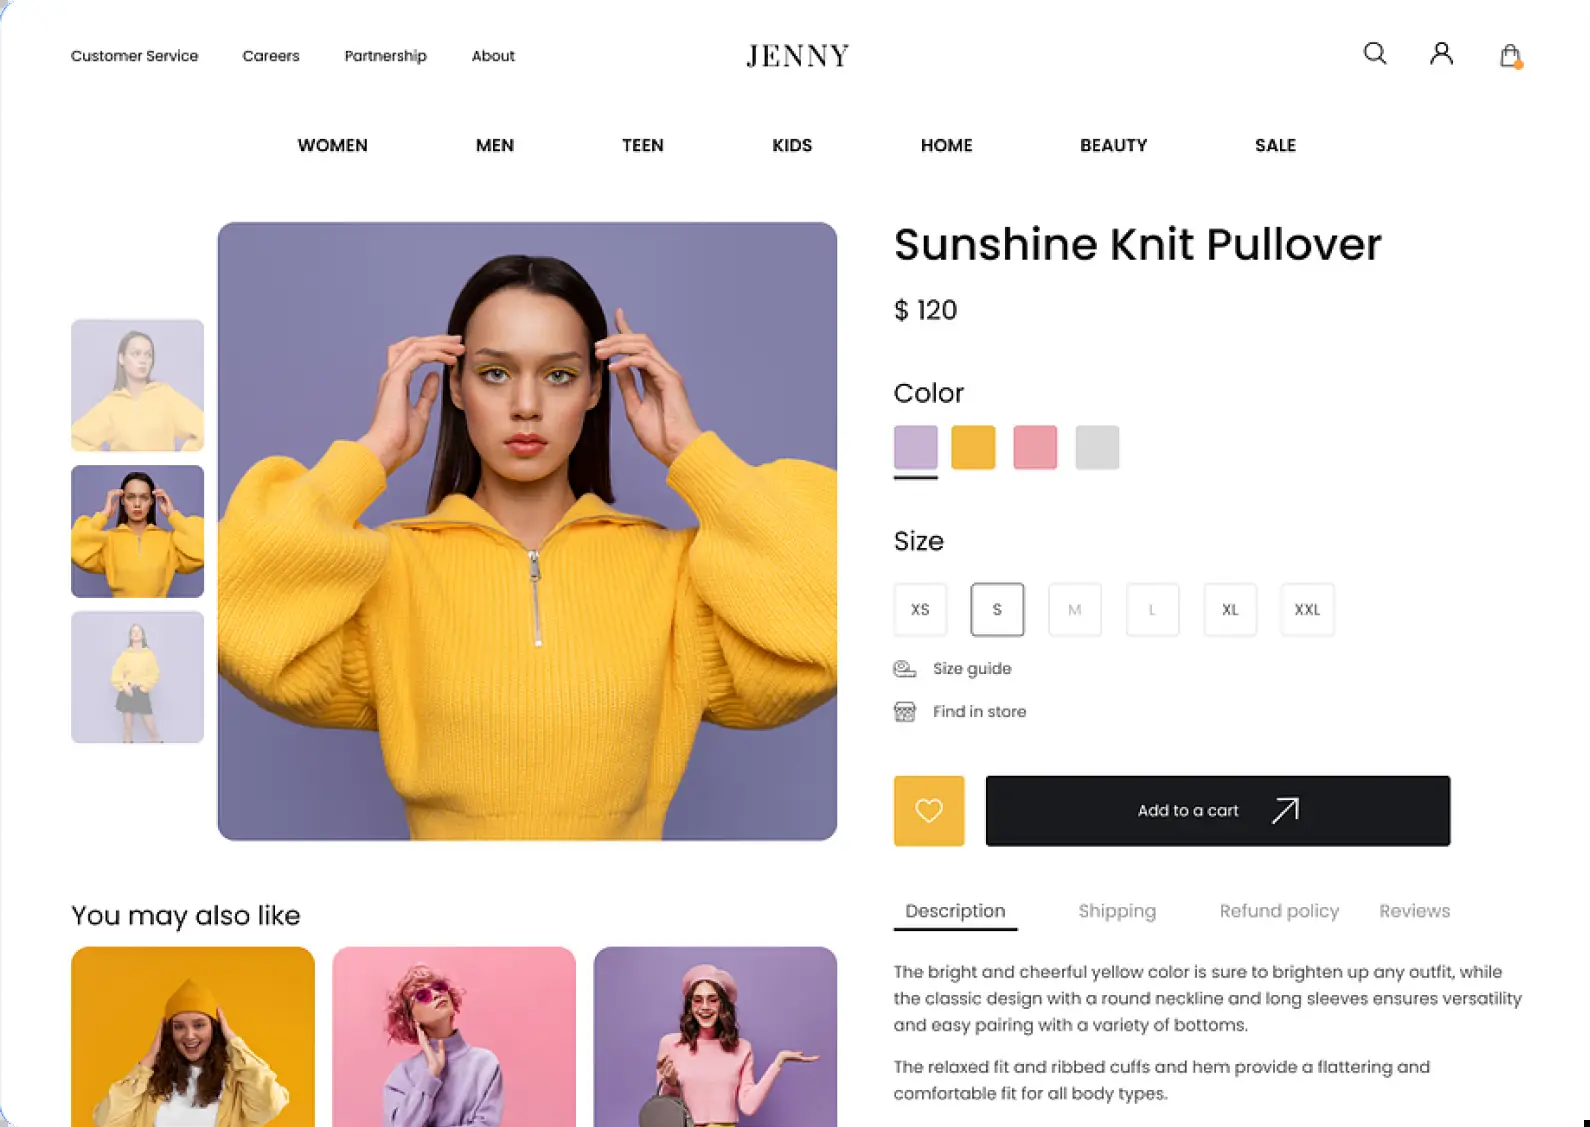 Customer Service Careers Partnership About JENNY
WOMEN MEN TEEN KIDS HOME BEAUTY SALE
Sunshine Knit Pullover
$ 120
Color
Size
XS S M L XL XXL
Size guide
Find in store
Add to a cart
You may also like
Description Shipping Refund policy Reviews
The bright and cheerful yellow color is sure to brighten up any outfit, while
the classic design with a round neckline and long sleeves ensures versatility
and easy pairing with a variety of bottoms.
The relaxed fit and ribbed cuffs and hem provide a flattering and
comfortable fit for all body types.